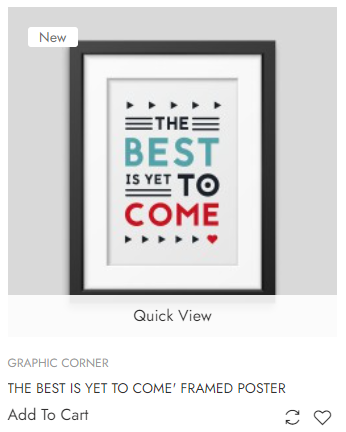 New
THE
BEST
IS YET TO
COME
Quick View
GRAPHIC CORNER
THE BEST IS YET TO COME' FRAMED POSTER
Add To Cart